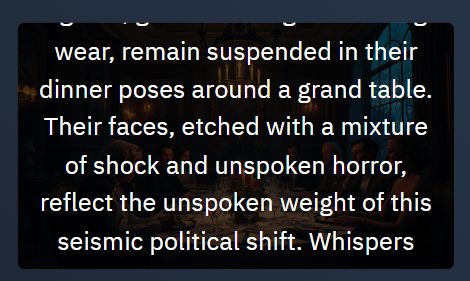 wear, remain suspended in their
dinner poses around a grand table.
Their faces, etched with a mixture
of shock and unspoken horror,
reflect the unspoken weight of this
seismic political shift. Whispers